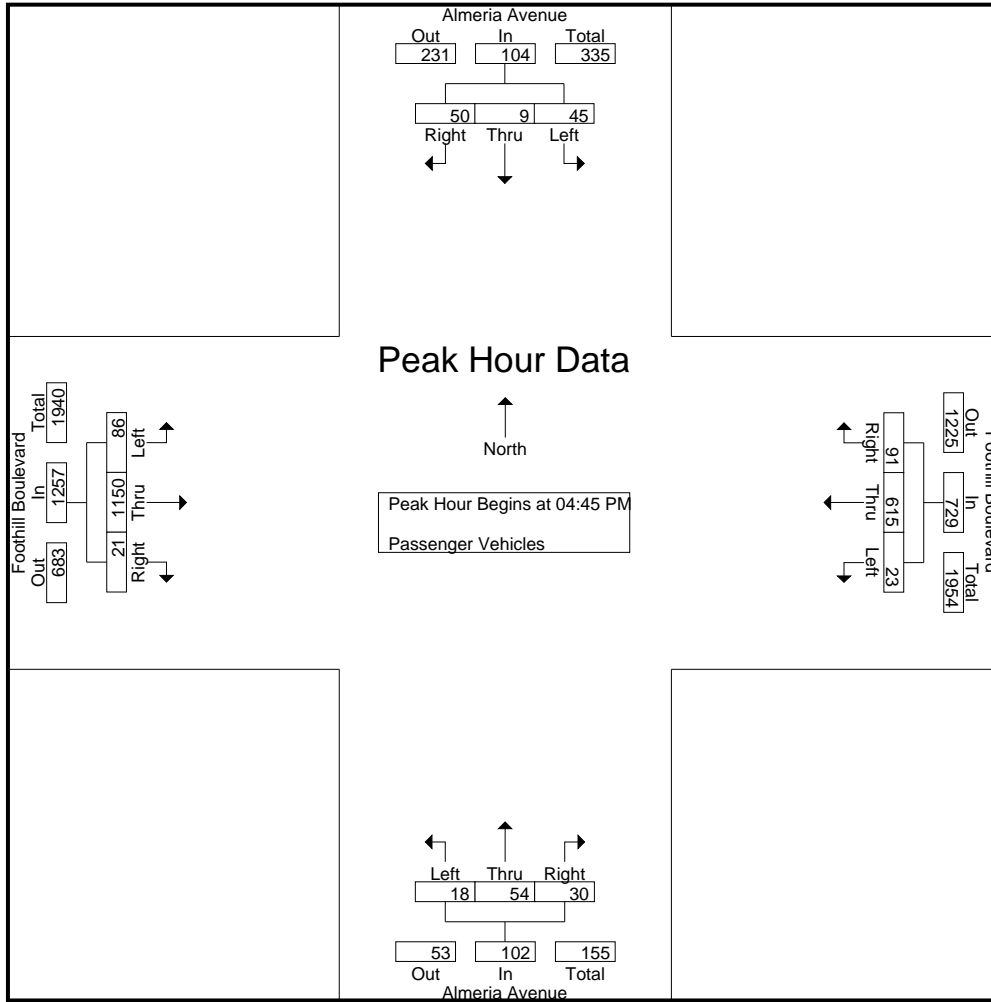 Almeria Avenue
Out In Total
231 104 335
50 9 45
Right Thru Left
Peak Hour Data
North
Peak Hour Begins at 04:45 PM
Passenger Vehicles
Foothill Boulevard
Total In Out
1940 1257 683
86 1150 21
Left Thru Right
Foothill Boulevard
Out In Total
1225 729 1954
91 615 23
Right Thru Left
Left Thru Right
18 54 30
53 102 155
Out In Total
Almeria Avenue